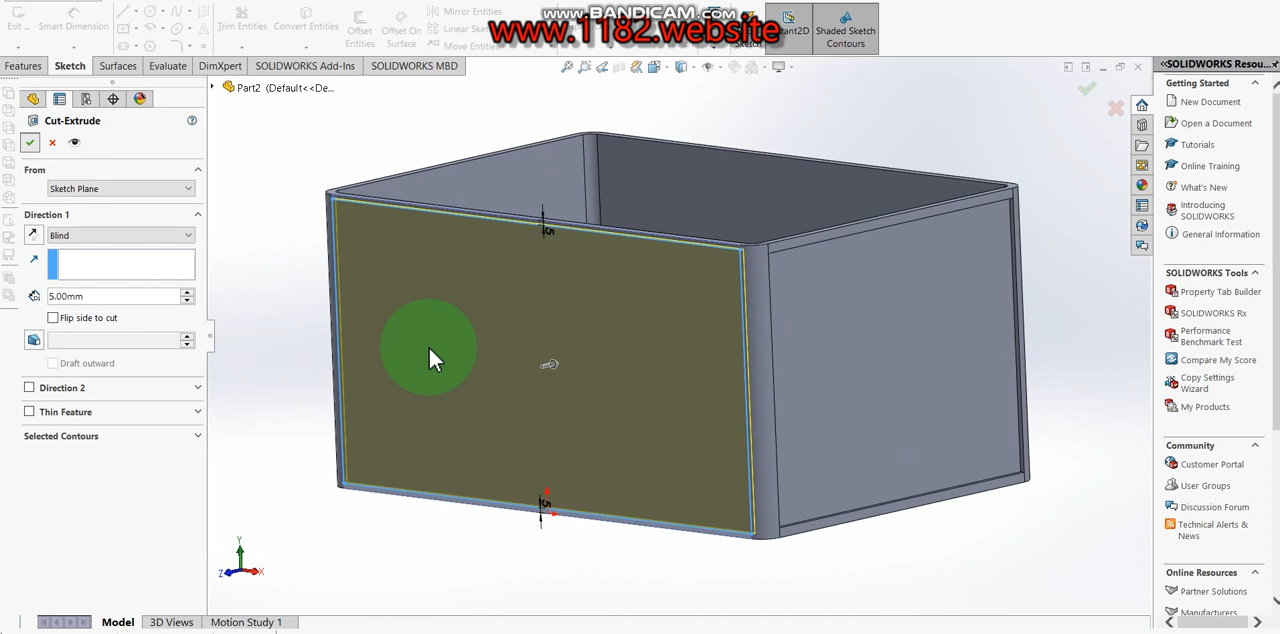 www.BANDICAM.com
www.1182.website
Exit...
Smart Dimension
Trim Entities
Convert Entities
Offset Entities
Offset On Surface
Mirror Entities
Linear Sketch
Move Entities
Sketch
Instant2D
Shaded Sketch Contours
Features
Sketch
Surfaces
Evaluate
DimXpert
SOLIDWORKS Add-Ins
SOLIDWORKS MBD
Part2 (Default<<De...
Cut-Extrude
From
Sketch Plane
Direction 1
Blind
5.00mm
Flip side to cut
Draft outward
Direction 2
Thin Feature
Selected Contours
5
5
Y
Z
X
SOLIDWORKS Resou...
Getting Started
New Document
Open a Document
Tutorials
Online Training
What's New
Introducing
SOLIDWORKS
General Information
SOLIDWORKS Tools
Property Tab Builder
SOLIDWORKS Rx
Performance
Benchmark Test
Compare My Score
Copy Settings
Wizard
My Products
Community
Customer Portal
User Groups
Discussion Forum
Technical Alerts &
News
Online Resources
Partner Solutions
Manufacturers
Model
3D Views
Motion Study 1